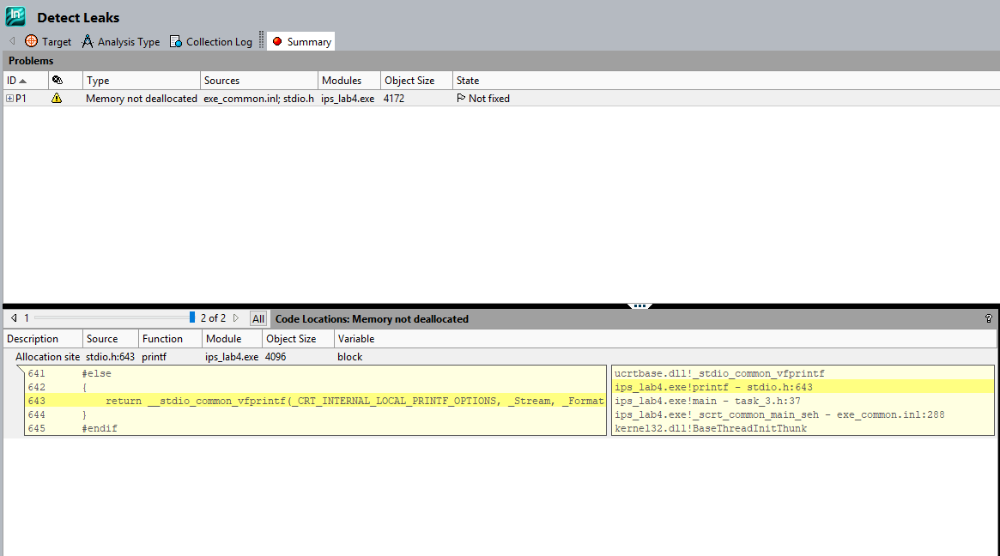 In
Detect Leaks
Target Analysis Type Collection Log Summary
Problems
ID Type Sources Modules Object Size State
P1 Memory not deallocated exe_common.inl; stdio.h ips_lab4.exe 4172 Not fixed
1 2 of 2 All Code Locations: Memory not deallocated ?
Description Source Function Module Object Size Variable
Allocation site stdio.h:643 printf ips_lab4.exe 4096 block
641 #else
642 {
643 return __stdio_common_vfprintf(_CRT_INTERNAL_LOCAL_PRINTF_OPTIONS, _Stream, _Format
644 }
645 #endif
ucrtbase.dll!_stdio_common_vfprintf
ips_lab4.exe!printf - stdio.h:643
ips_lab4.exe!main - task_3.h:37
ips_lab4.exe!_scrt_common_main_seh - exe_common.inl:288
kernel32.dll!BaseThreadInitThunk